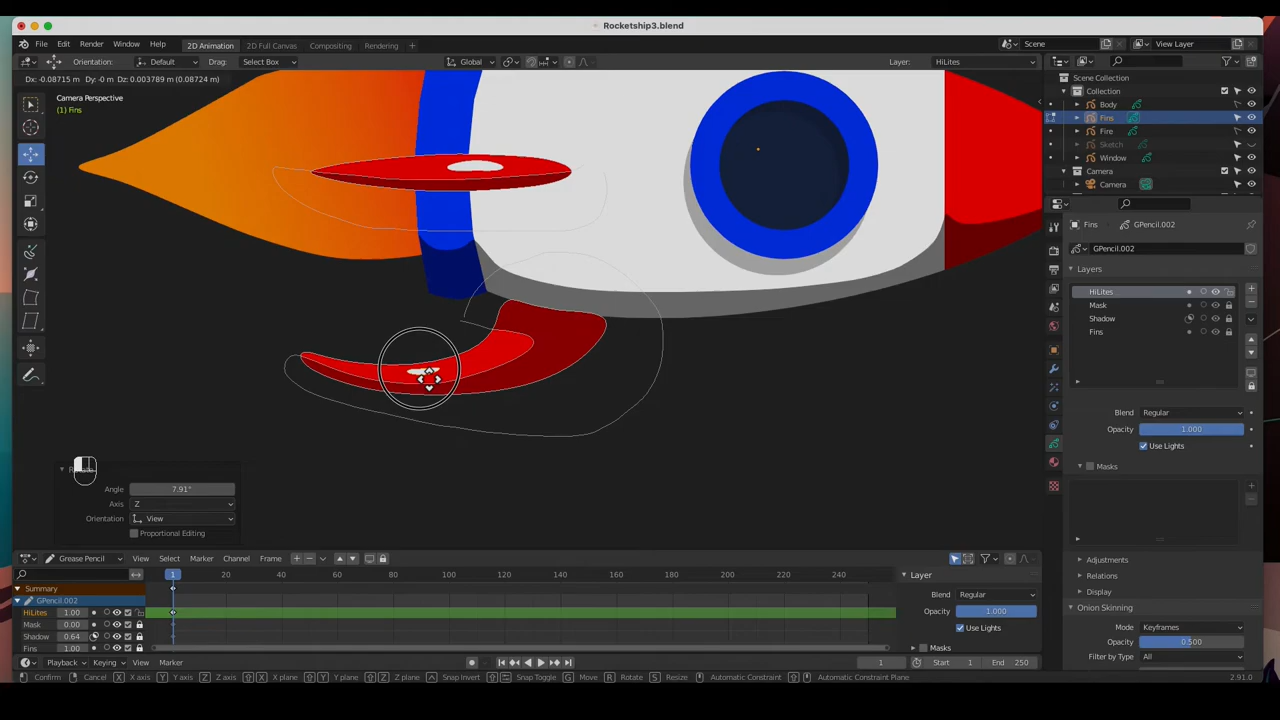 Rocketship3.blend
File Edit Render Window Help 2D Animation 2D Full Canvas Compositing Rendering + Scene View Layer
Orientation: Default Drag: Select Box Global Layer: HiLites
Dx: -0.08715 m Dy: -0 m Dz: 0.003789 m (0.08724 m)
Camera Perspective
(1) Fins
Scene Collection
Collection
Body
Fins
Fire
Sketch
Window
Camera
Camera
Fins GPencil.002
GPencil.002
Layers
HiLites
Mask
Shadow
Fins
Blend Regular
Opacity 1.000
Use Lights
Masks
Adjustments
Relations
Display
Onion Skinning
Mode Keyframes
Opacity 0.500
Filter by Type All
Angle 7.91°
Axis Z
Orientation View
Proportional Editing
Grease Pencil View Select Marker Channel Frame
1 20 40 60 80 100 120 140 160 180 200 220 240
Summary
GPencil.002
HiLites 1.00
Mask 0.00
Shadow 0.64
Fins 1.00
Layer
Blend Regular
Opacity 1.000
Use Lights
Masks
Playback Keying View Marker 1 Start 1 End 250
Confirm Cancel X X axis Y Y axis Z Z axis X X plane Y Y plane Z Z plane Snap Invert Snap Toggle G Move R Rotate S Resize Automatic Constraint Automatic Constraint Plane 2.91.0